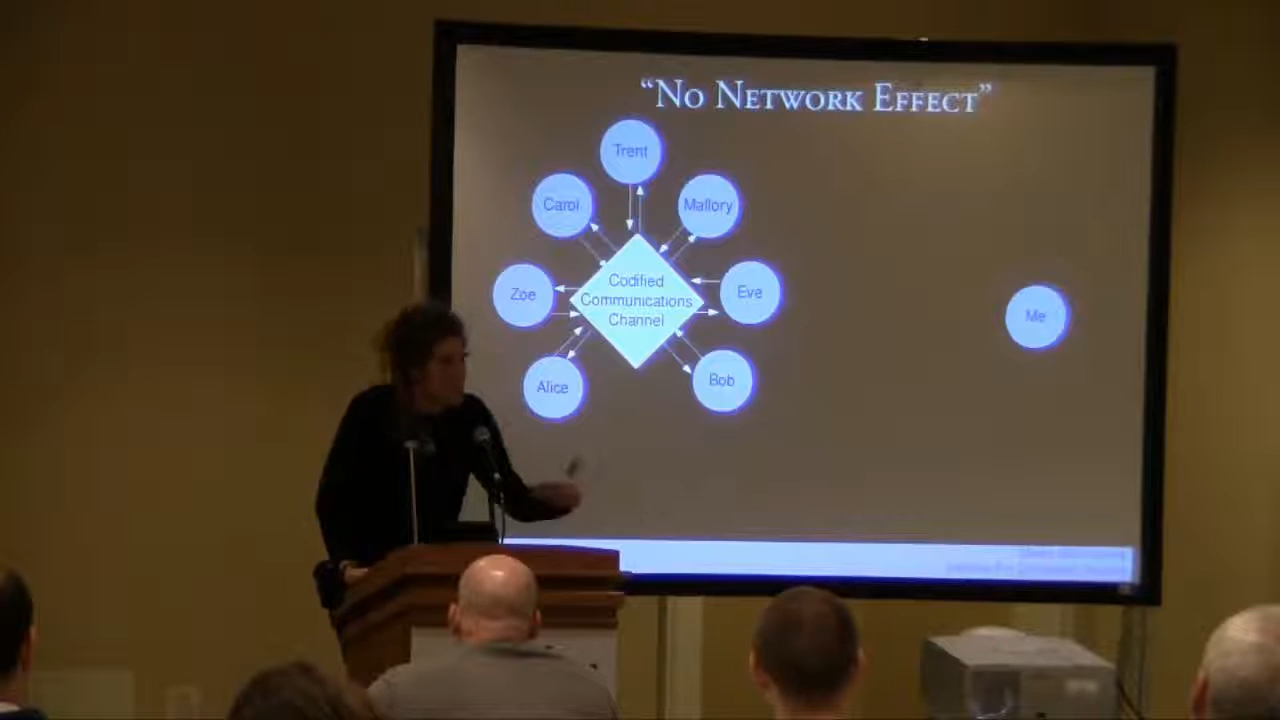 “No Network Effect”
Trent
Carol
Mallory
Codified
Communications
Channel
Zoe
Eve
Me
Alice
Bob